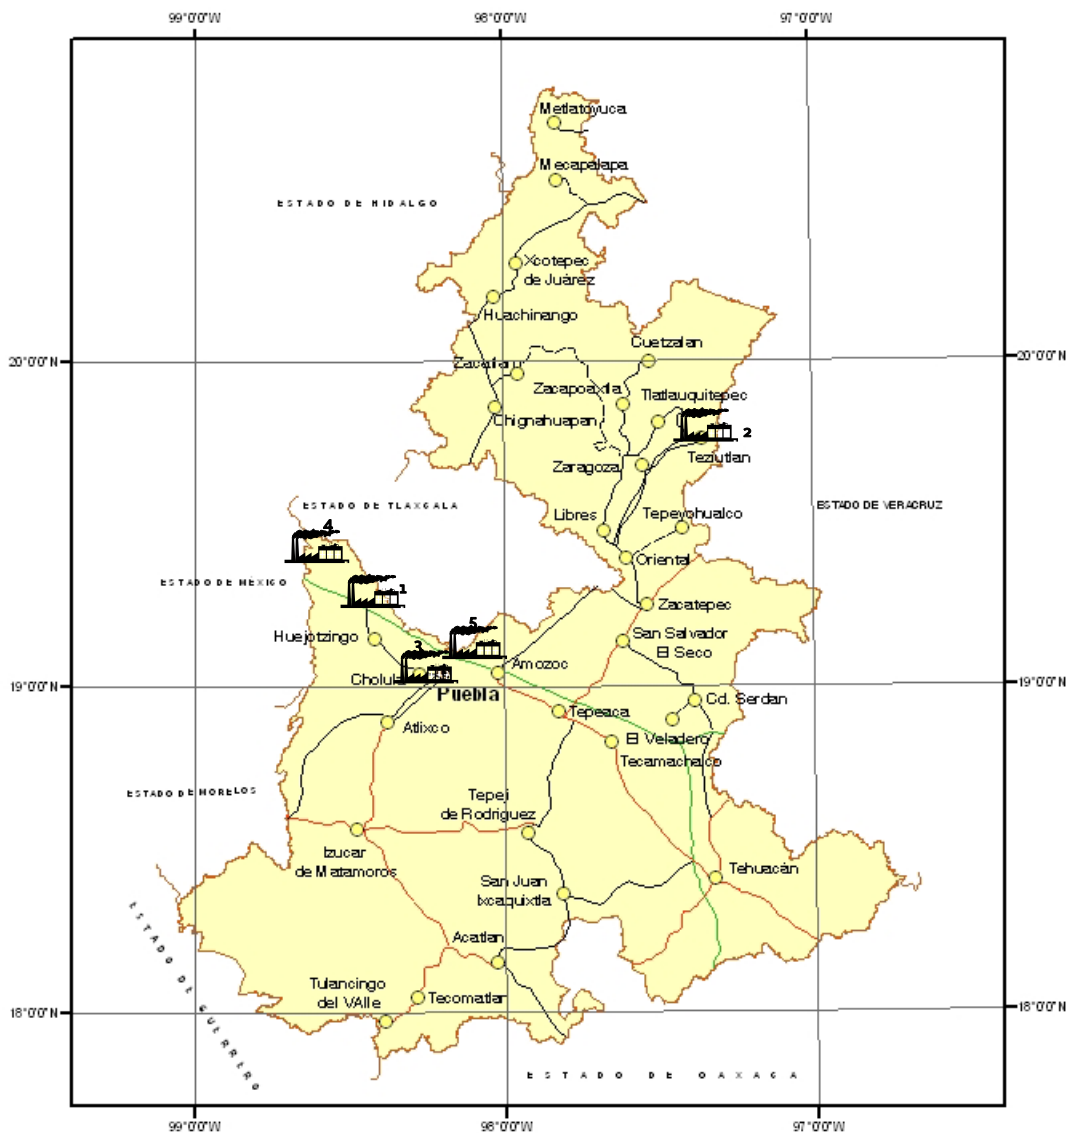 99°0'0"W
98°0'0"W
97°0'0"W
Metlatoyuca
Mecapalapa
ESTADO DE HIDALGO
Xcotepec
de Juárez
Huachinango
Cuetzalan
20°0'0"N
20°0'0"N
Zacatlan
Zacapoaxtla
Tlatlauquitepec
Chignahuapan
2
Teziutlan
Zaragoza
ESTADO DE TLAXCALA
Libres
Tepeyohualco
ESTADO DE VERACRUZ
4
Oriental
ESTADO DE MEXICO
1
Zacatepec
5
Huejotzingo
San Salvador
El Seco
3
Amozoc
Cholula
19°0'0"N
19°0'0"N
Puebla
Cd. Serdan
Tepeaca
Atlixco
El Veladero
Tecamachalco
ESTADO DE MORELOS
Tepeji
de Rodriguez
Izucar
de Matamoros
Tehuacán
San Juan
Ixcaquixtla
ESTADO DE GUERRERO
Acatlan
Tulancingo
del VAlle
Tecomatlan
18°0'0"N
18°0'0"N
ESTADO DE OAXACA
99°0'0"W
98°0'0"W
97°0'0"W